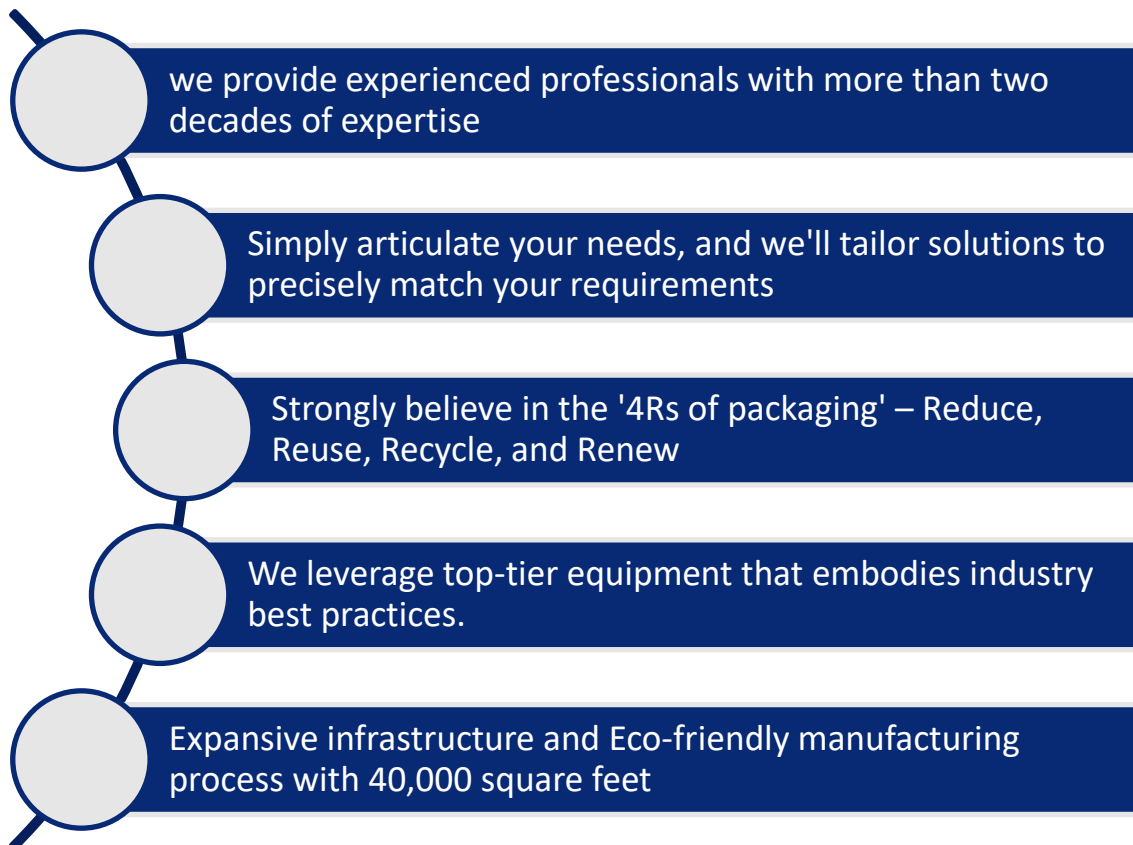 we provide experienced professionals with more than two
decades of expertise
Simply articulate your needs, and we'll tailor solutions to
precisely match your requirements
Strongly believe in the '4Rs of packaging' – Reduce,
Reuse, Recycle, and Renew
We leverage top-tier equipment that embodies industry
best practices.
Expansive infrastructure and Eco-friendly manufacturing
process with 40,000 square feet